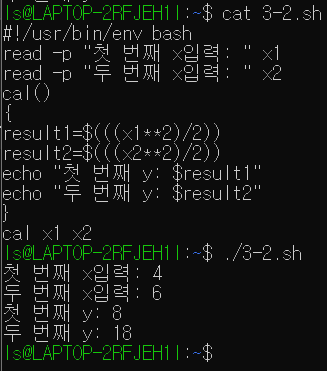 ls@LAPTOP-2RFJEH1I:~$ cat 3-2.sh
#!/usr/bin/env bash
read -p "첫 번째 x입력: " x1
read -p "두 번째 x입력: " x2
cal()
{
result1=$(((x1**2)/2))
result2=$(((x2**2)/2))
echo "첫 번째 y: $result1"
echo "두 번째 y: $result2"
}
cal x1 x2
ls@LAPTOP-2RFJEH1I:~$ ./3-2.sh
첫 번째 x입력: 4
두 번째 x입력: 6
첫 번째 y: 8
두 번째 y: 18
ls@LAPTOP-2RFJEH1I:~$